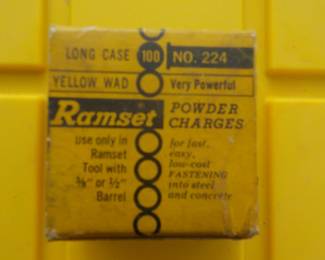 LONG CASE 100 NO. 224
YELLOW WAD Very Powerful
Ramset
use only in
Ramset
Tool with
⅜" or ½"
Barrel
POWDER
CHARGES
for fast,
easy,
low-cost
FASTENING
into steel
and concrete